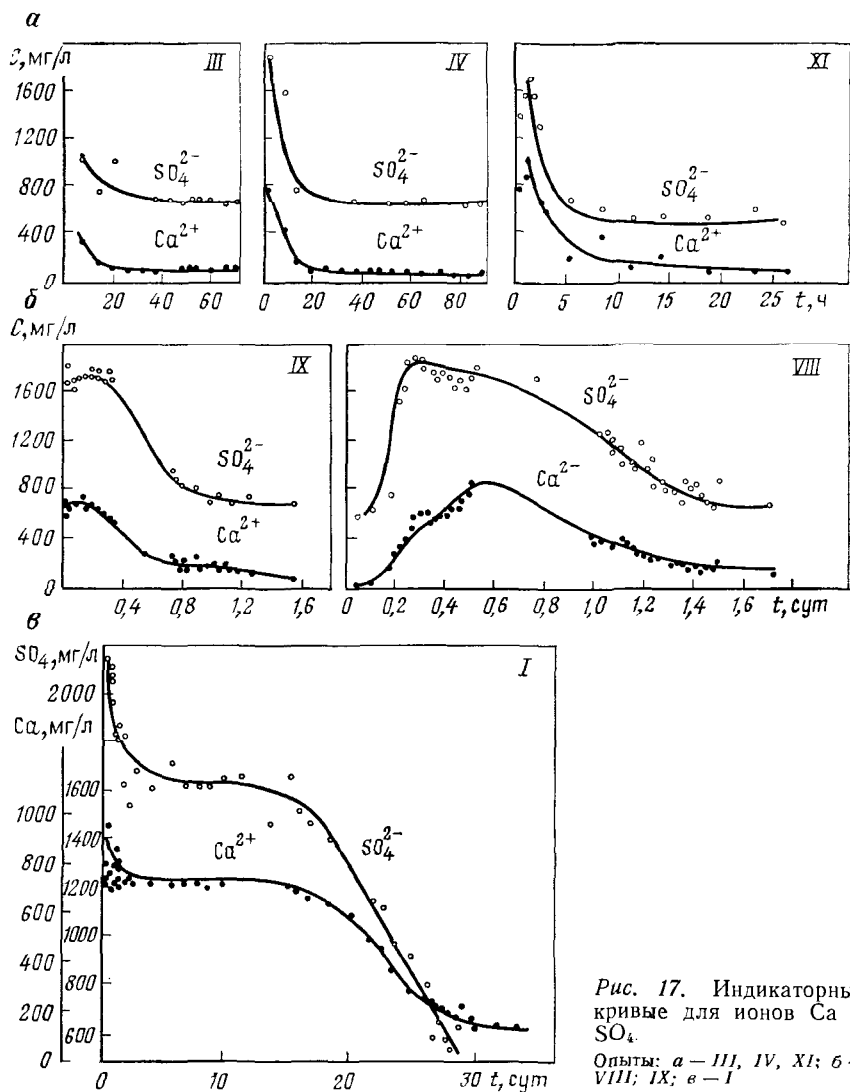 а
C, мг/л
III
IV
XI
1600
1200
800
400
0
SO₄²⁻
SO₄²⁻
SO₄²⁻
Ca²⁺
Ca²⁺
Ca²⁺
20 40 60
0 20 40 60 80
0 5 10 15 20 25 t, ч
б
C, мг/л
IX
VIII
1600
1200
800
400
0
SO₄²⁻
SO₄²⁻
Ca²⁺
Ca²⁻
0,4 0,8 1,2 1,6
0 0,2 0,4 0,6 0,8 1,0 1,2 1,4 1,6 t, сут
в
SO₄, мг/л
I
2000
Ca, мг/л
1600
1000
1400
800
1200
600
1000
400
800
200
600
0
Ca²⁺
SO₄²⁻
0 10 20 t, сут 30
Рис. 17. Индикаторны
кривые для ионов Ca
SO₄.
Опыты: а — III, IV, XI; б —
VIII; IX; в — I